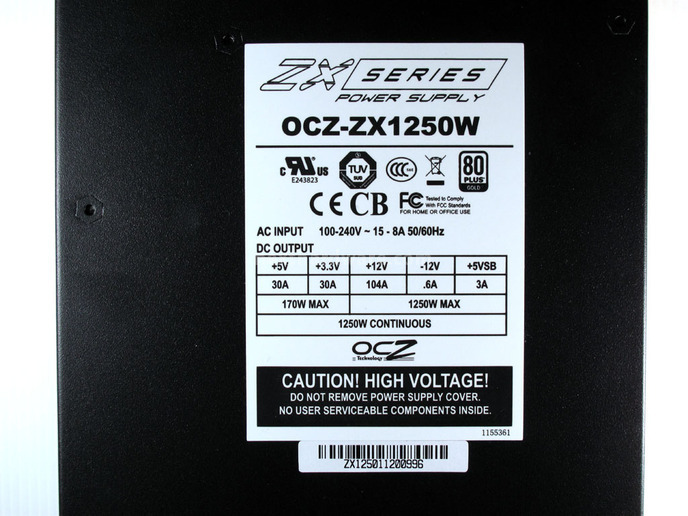 ZX SERIES
POWER SUPPLY
OCZ-ZX1250W
c RU US
E243823
TUV
SUD
CCC
80
PLUS
GOLD
CE CB FC Tested to Comply
With FCC Standards
FOR HOME OR OFFICE USE
AC INPUT 100-240V ~ 15 - 8A 50/60Hz
DC OUTPUT
+5V +3.3V +12V -12V +5VSB
30A 30A 104A .6A 3A
170W MAX 1250W MAX
1250W CONTINUOUS
OCZ
Technology
CAUTION! HIGH VOLTAGE!
DO NOT REMOVE POWER SUPPLY COVER.
NO USER SERVICEABLE COMPONENTS INSIDE.
1155361
ZX125011200996